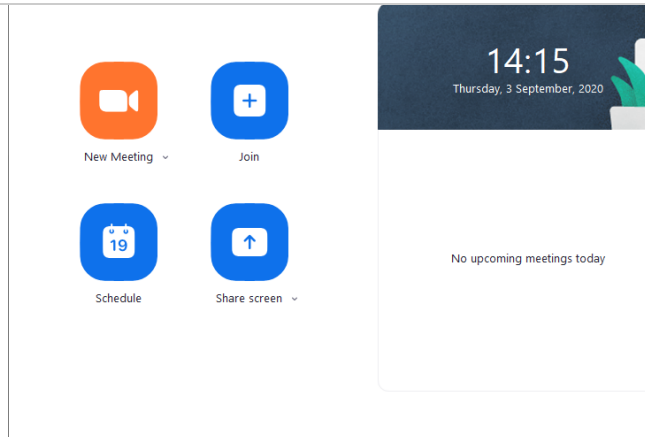 14:15
Thursday, 3 September, 2020
New Meeting
Join
19
Schedule
Share screen
No upcoming meetings today